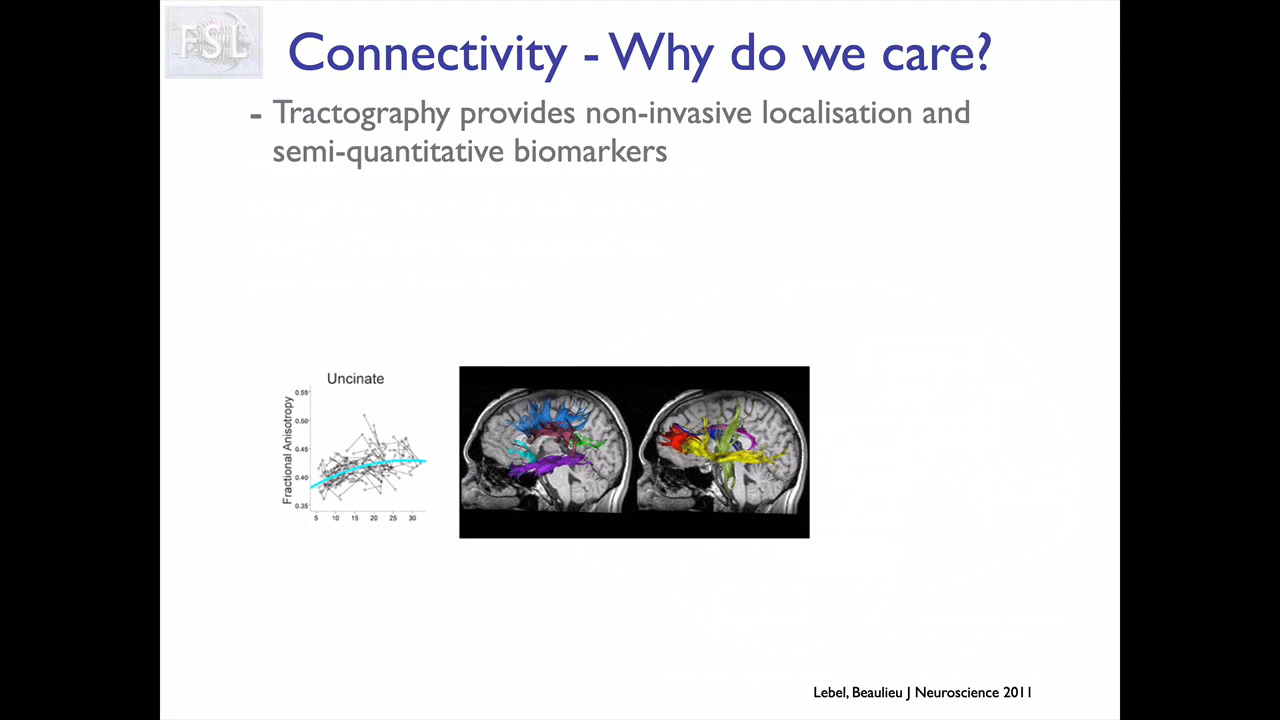 FSL
Connectivity - Why do we care?
- Tractography provides non-invasive localisation and
semi-quantitative biomarkers
Uncinate
Fractional Anisotropy
0.55
0.50
0.45
0.40
0.35
5 10 15 20 25 30
Lebel, Beaulieu J Neuroscience 2011